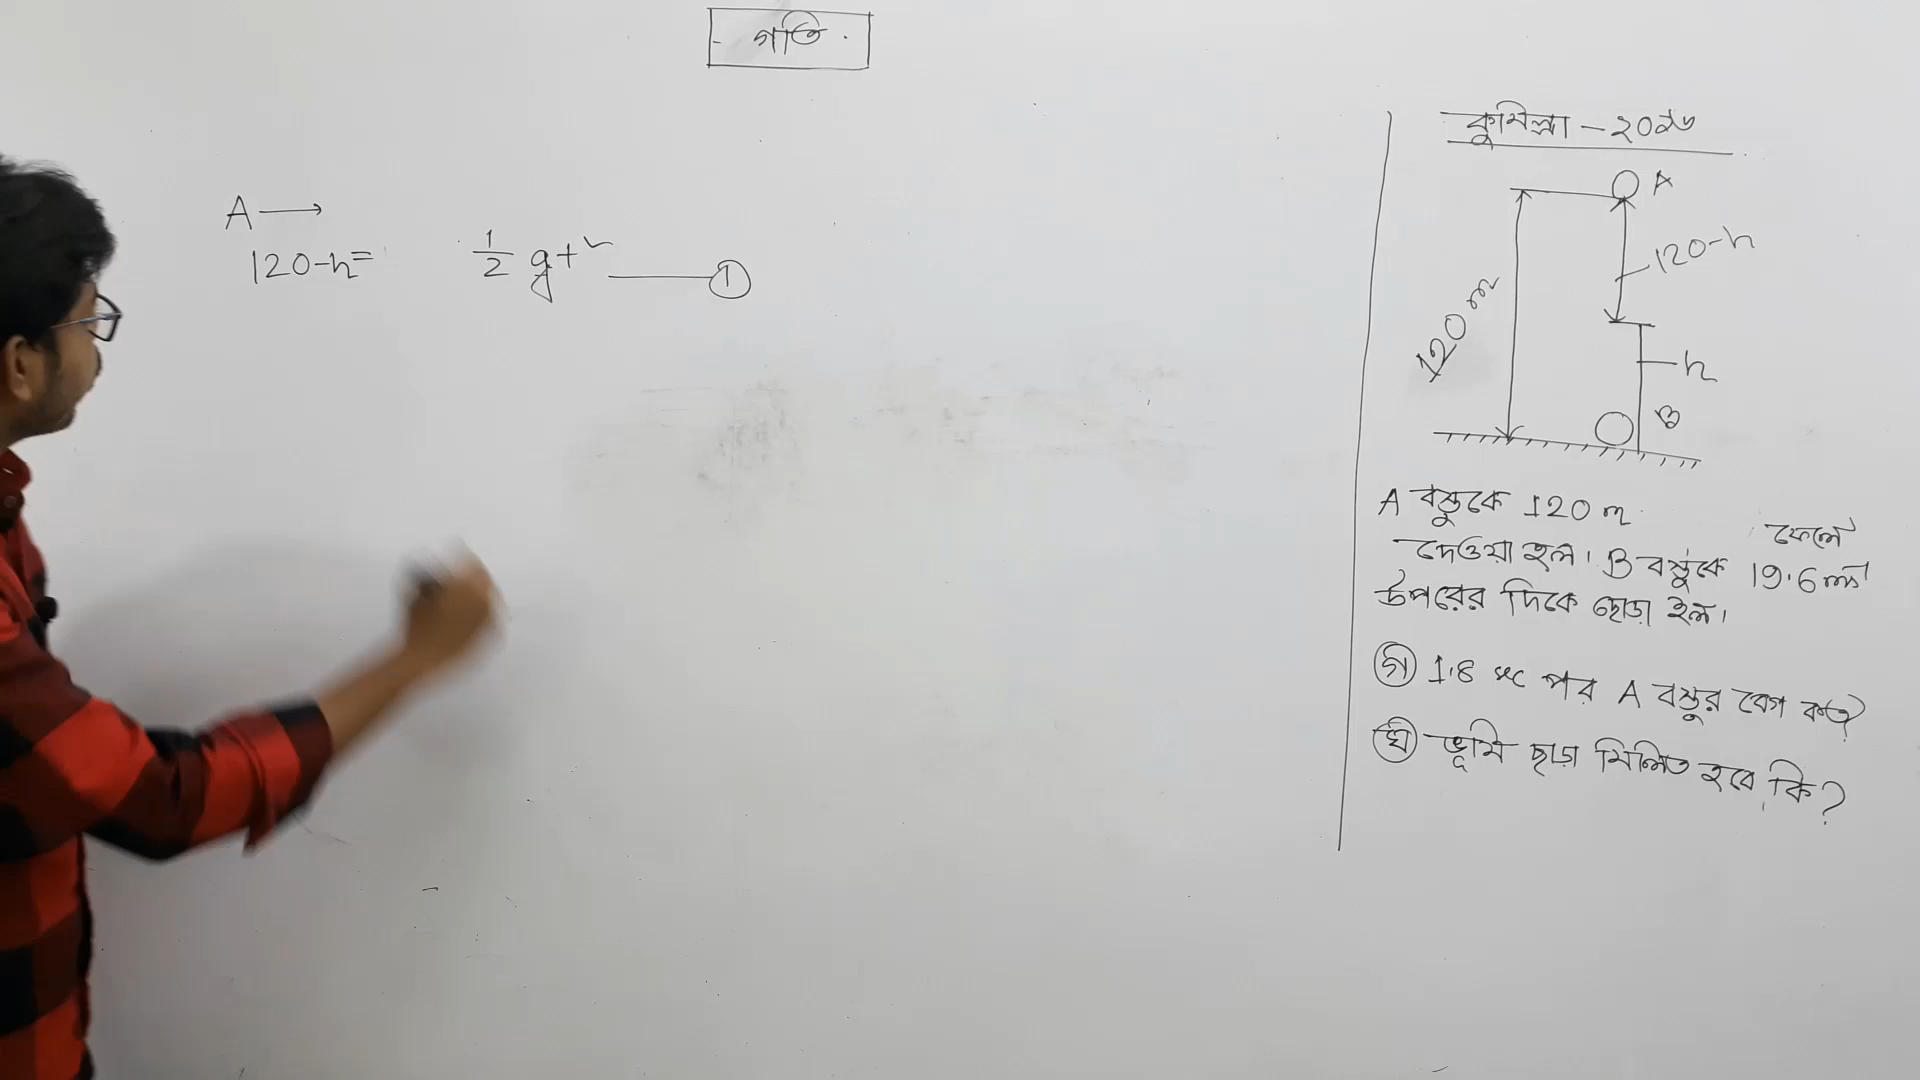 গতি
A →
120-h = 1/2 gt² —— ①
কুমিল্লা - ২০১৬
A
120-h
120 m
h
B
A বস্তুকে 120 m ফেলে
দেওয়া হল। B বস্তুকে 19.6 ms⁻¹
উপরের দিকে ছোড়া হল।
গ 1.8 sec পর A বস্তুর বেগ কত?
ঘ ভূমি ছাড়া মিলিত হবে কি?